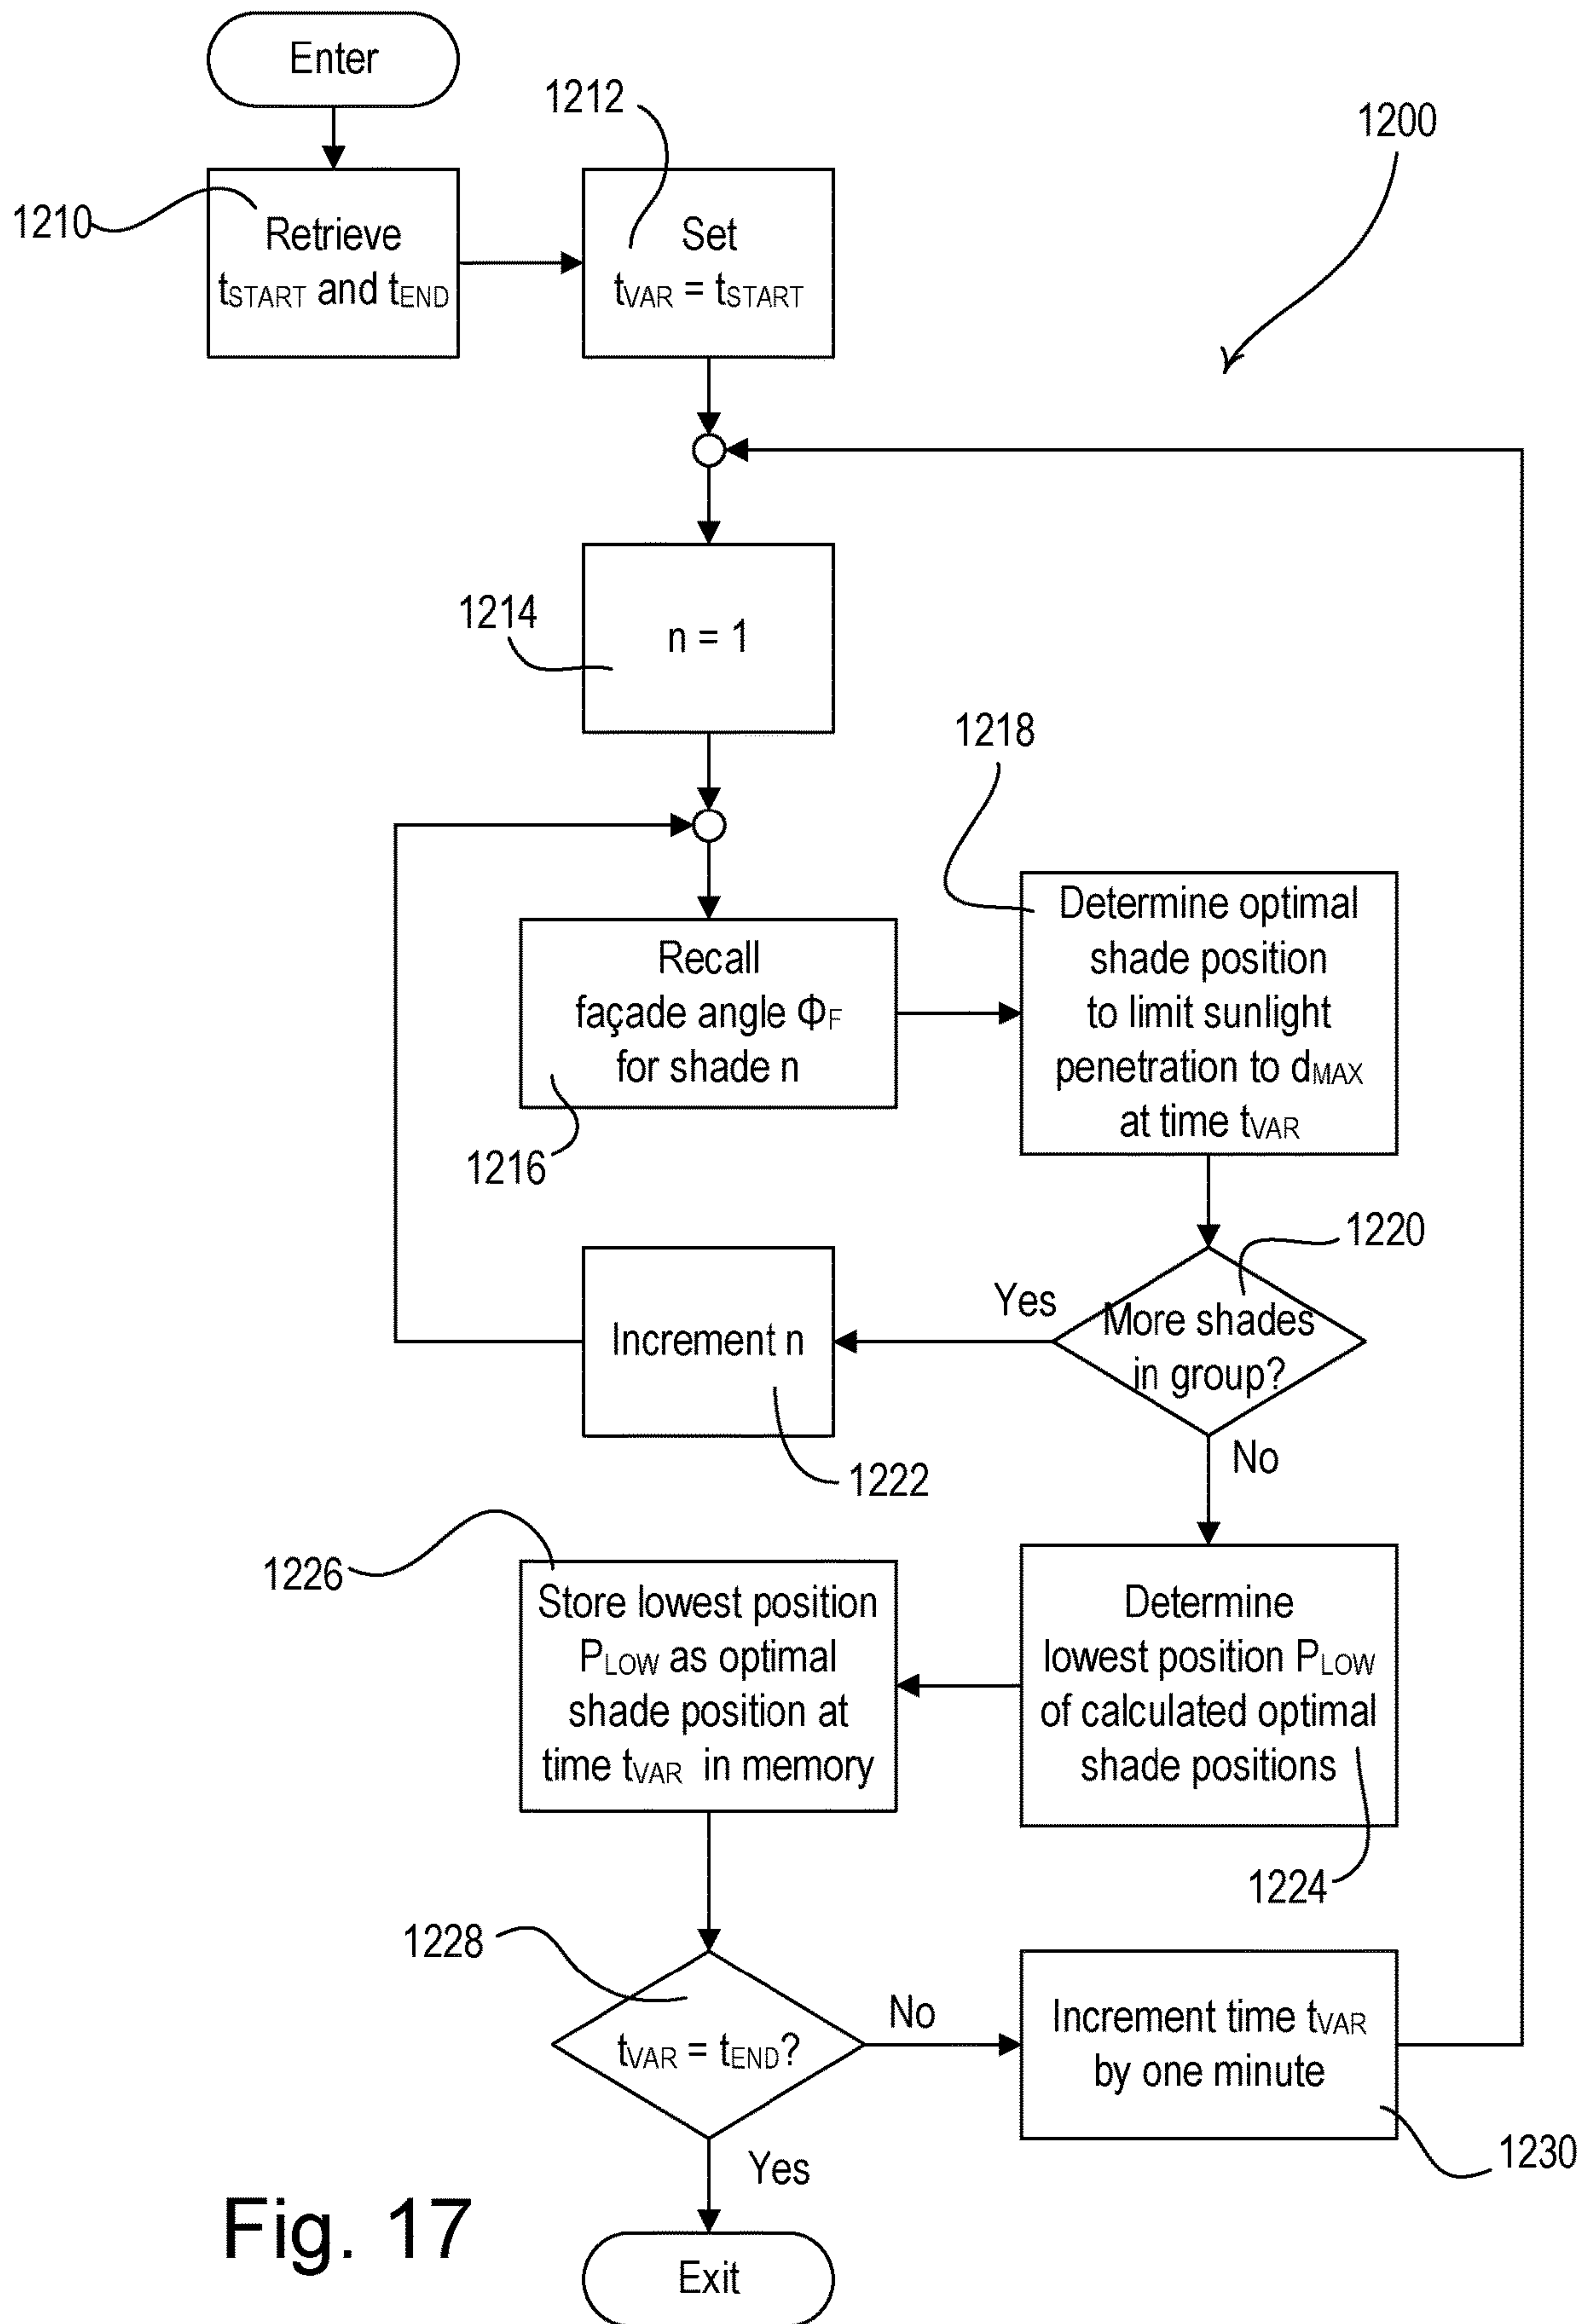 Enter
1212
1200
1210
Retrieve
tSTART and tEND
Set
tVAR = tSTART
1214
n = 1
1218
Recall
façade angle ΦF
for shade n
1216
Determine optimal
shade position
to limit sunlight
penetration to dMAX
at time tVAR
1220
Yes
More shades
in group?
Increment n
1222
No
1226
Store lowest position
PLOW as optimal
shade position at
time tVAR in memory
Determine
lowest position PLOW
of calculated optimal
shade positions
1224
1228
tVAR = tEND?
No
Increment time tVAR
by one minute
1230
Yes
Fig. 17
Exit